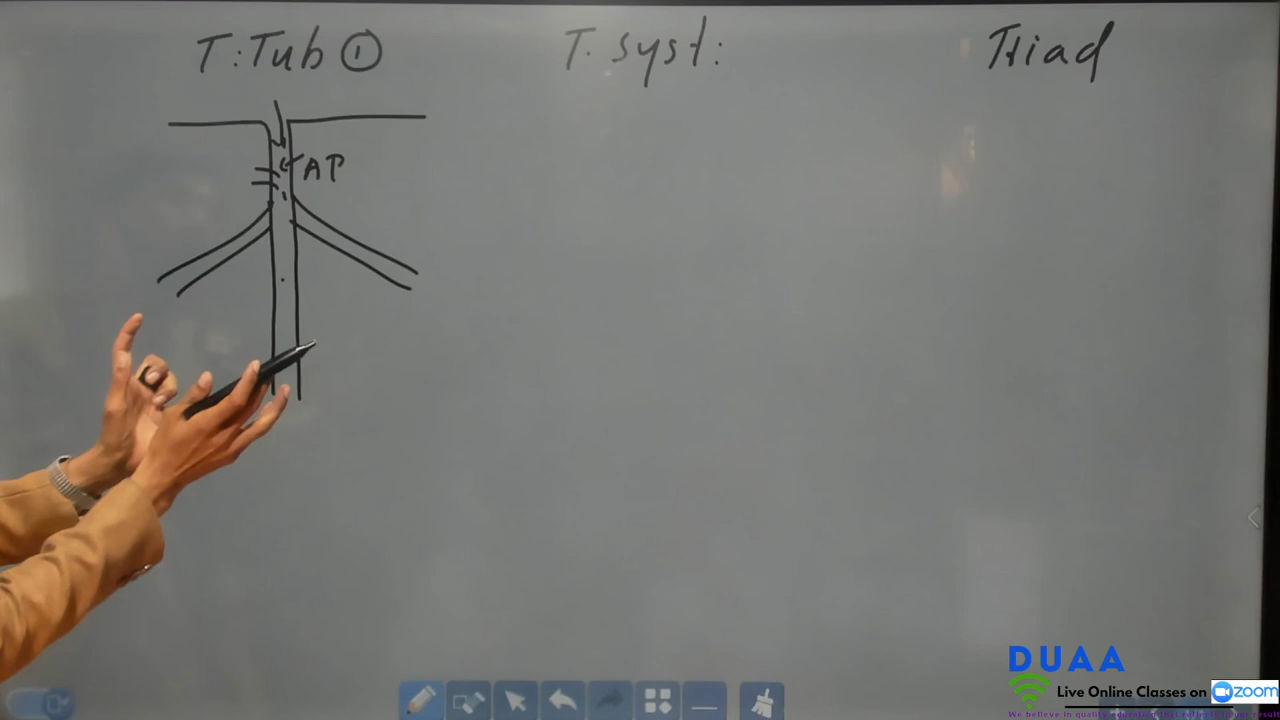 T:Tub ①
T. syst:
Triad
AP
DUAA
Live Online Classes on zoom